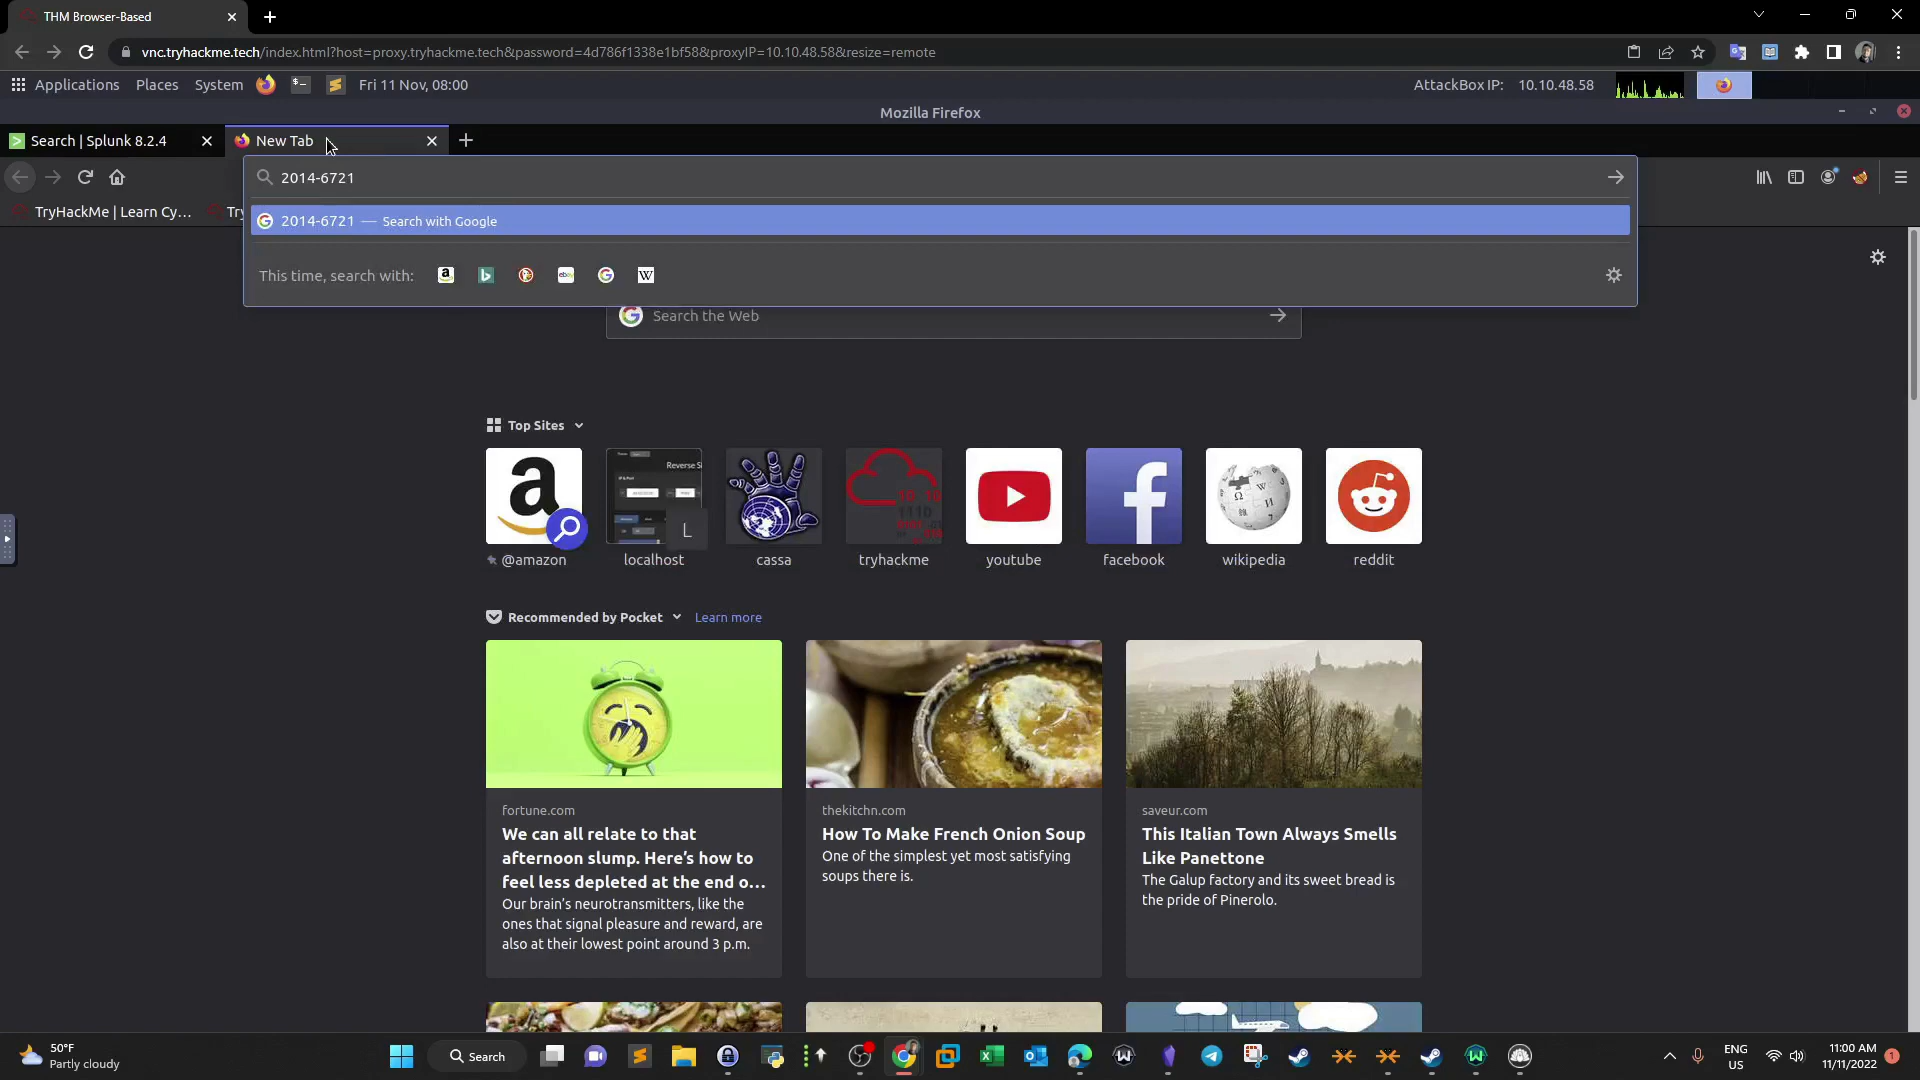 THM Browser-Based
vnc.tryhackme.tech/index.html?host=proxy.tryhackme.tech&password=4d786f1338e1bf58&proxyIP=10.10.48.58&resize=remote
Applications Places System Fri 11 Nov, 08:00 AttackBox IP: 10.10.48.58
Mozilla Firefox
Search | Splunk 8.2.4 New Tab
2014-6721
TryHackMe | Learn Cy… Try
2014-6721 — Search with Google
This time, search with:
Search the Web
Top Sites
Reverse S
L
@amazon localhost cassa tryhackme youtube facebook wikipedia reddit
Recommended by Pocket Learn more
fortune.com
We can all relate to that
afternoon slump. Here’s how to
feel less depleted at the end o…
Our brain’s neurotransmitters, like the
ones that signal pleasure and reward, are
also at their lowest point around 3 p.m.
thekitchn.com
How To Make French Onion Soup
One of the simplest yet most satisfying
soups there is.
saveur.com
This Italian Town Always Smells
Like Panettone
The Galup factory and its sweet bread is
the pride of Pinerolo.
50°F
Partly cloudy
Search
ENG
US
11:00 AM
11/11/2022
1